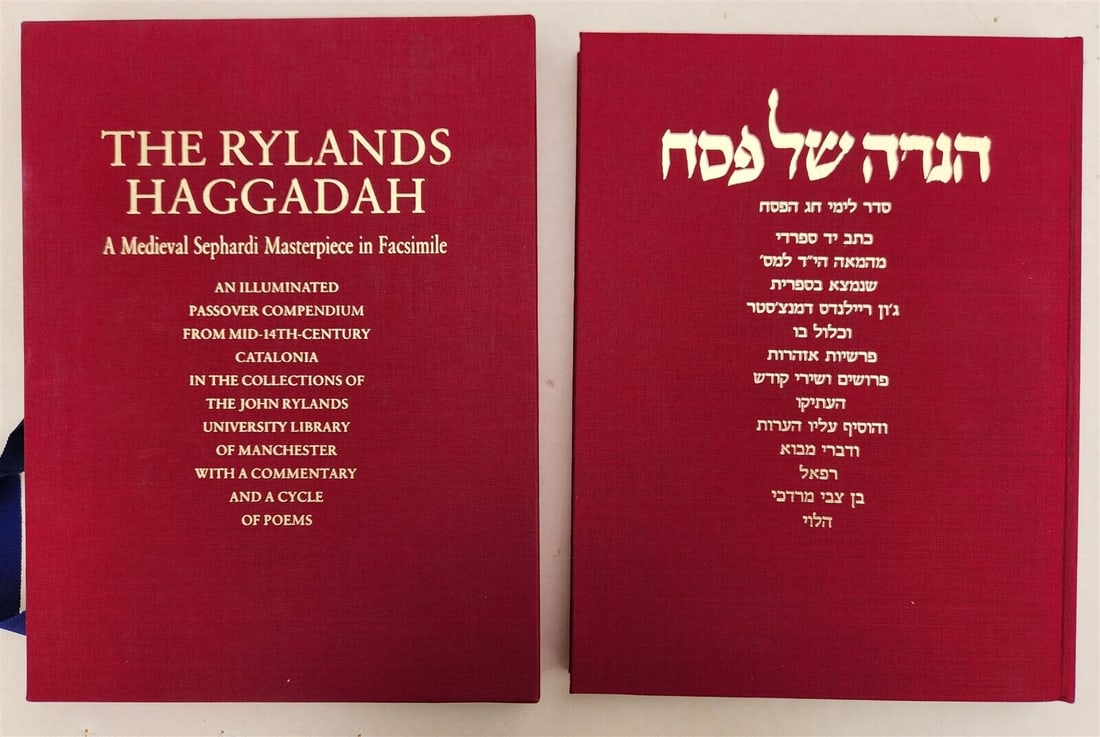 THE RYLANDS
HAGGADAH
A Medieval Sephardi Masterpiece in Facsimile
AN ILLUMINATED
PASSOVER COMPENDIUM
FROM MID-14TH-CENTURY
CATALONIA
IN THE COLLECTIONS OF
THE JOHN RYLANDS
UNIVERSITY LIBRARY
OF MANCHESTER
WITH A COMMENTARY
AND A CYCLE
OF POEMS
הגדה של פסח
סדר לימי חג הפסח
כתב יד ספרדי
מהמאה הי״ד למס׳
שנמצא בספרית
ג׳ון ריילנדס דמנצ׳סטר
וכלול בו
פרשיות אזהרות
פרושים ושירי קודש
העתיקו
והוסיף עליו הערות
ודברי מבוא
רפאל
בן צבי מרדכי
הלוי